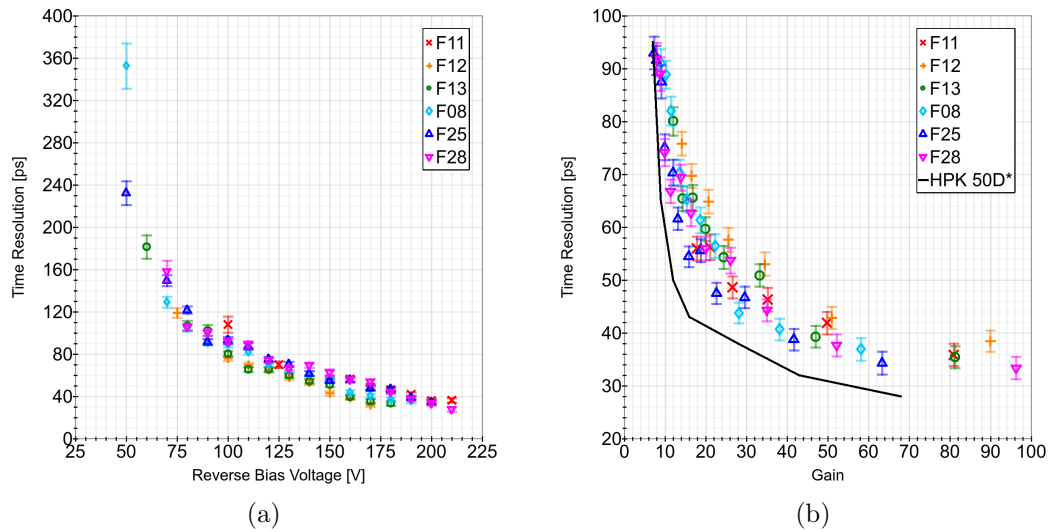 400
360
320
280
240
200
160
120
80
40
0
Time Resolution [ps]
25 50 75 100 125 150 175 200 225
Reverse Bias Voltage [V]
F11
F12
F13
F08
F25
F28
(a)
100
90
80
70
60
50
40
30
20
Time Resolution [ps]
0 10 20 30 40 50 60 70 80 90 100
Gain
F11
F12
F13
F08
F25
F28
HPK 50D*
(b)